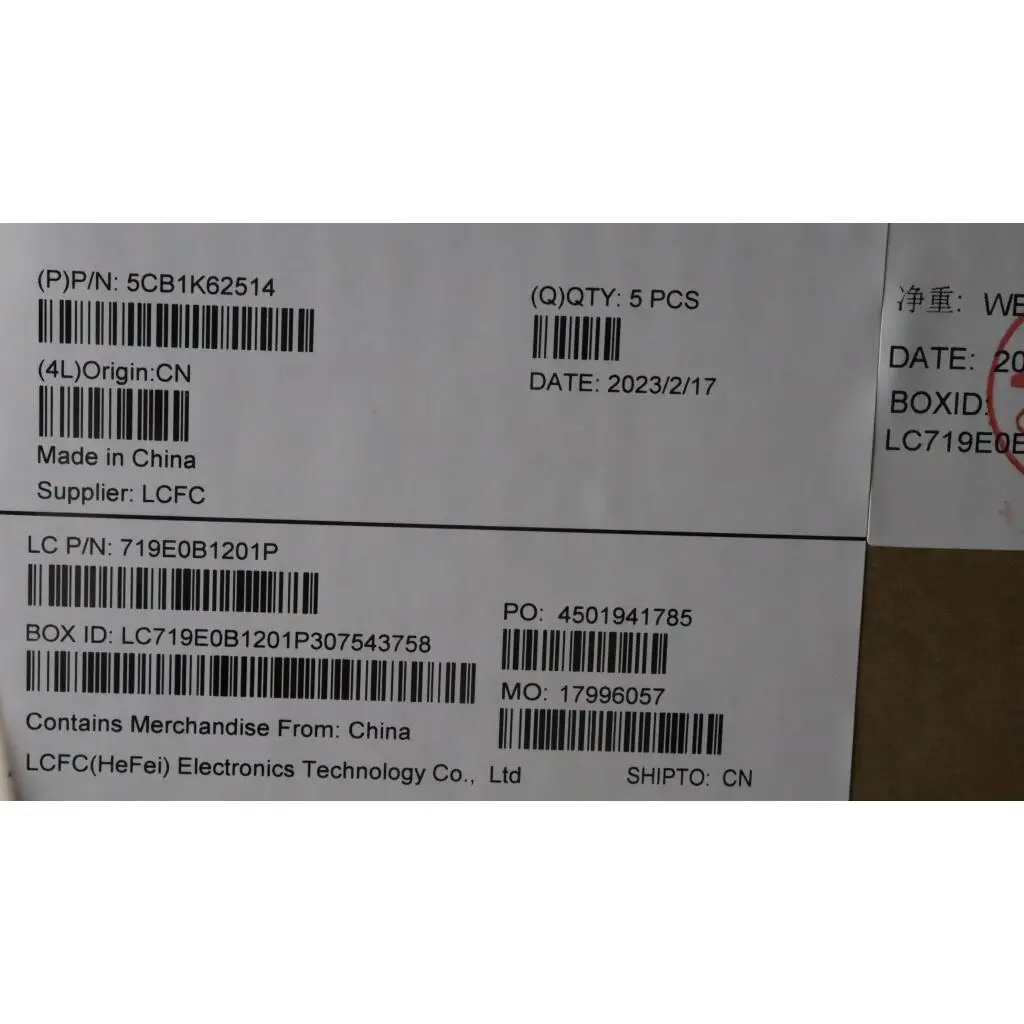 (P)P/N: 5CB1K62514
(4L)Origin:CN
Made in China
Supplier: LCFC
(Q)QTY: 5 PCS
DATE: 2023/2/17
LC P/N: 719E0B1201P
BOX ID: LC719E0B1201P307543758
Contains Merchandise From: China
LCFC(HeFei) Electronics Technology Co., Ltd
PO: 4501941785
MO: 17996057
SHIPTO: CN
净重: WE
DATE: 20
BOXID:
LC719E0B